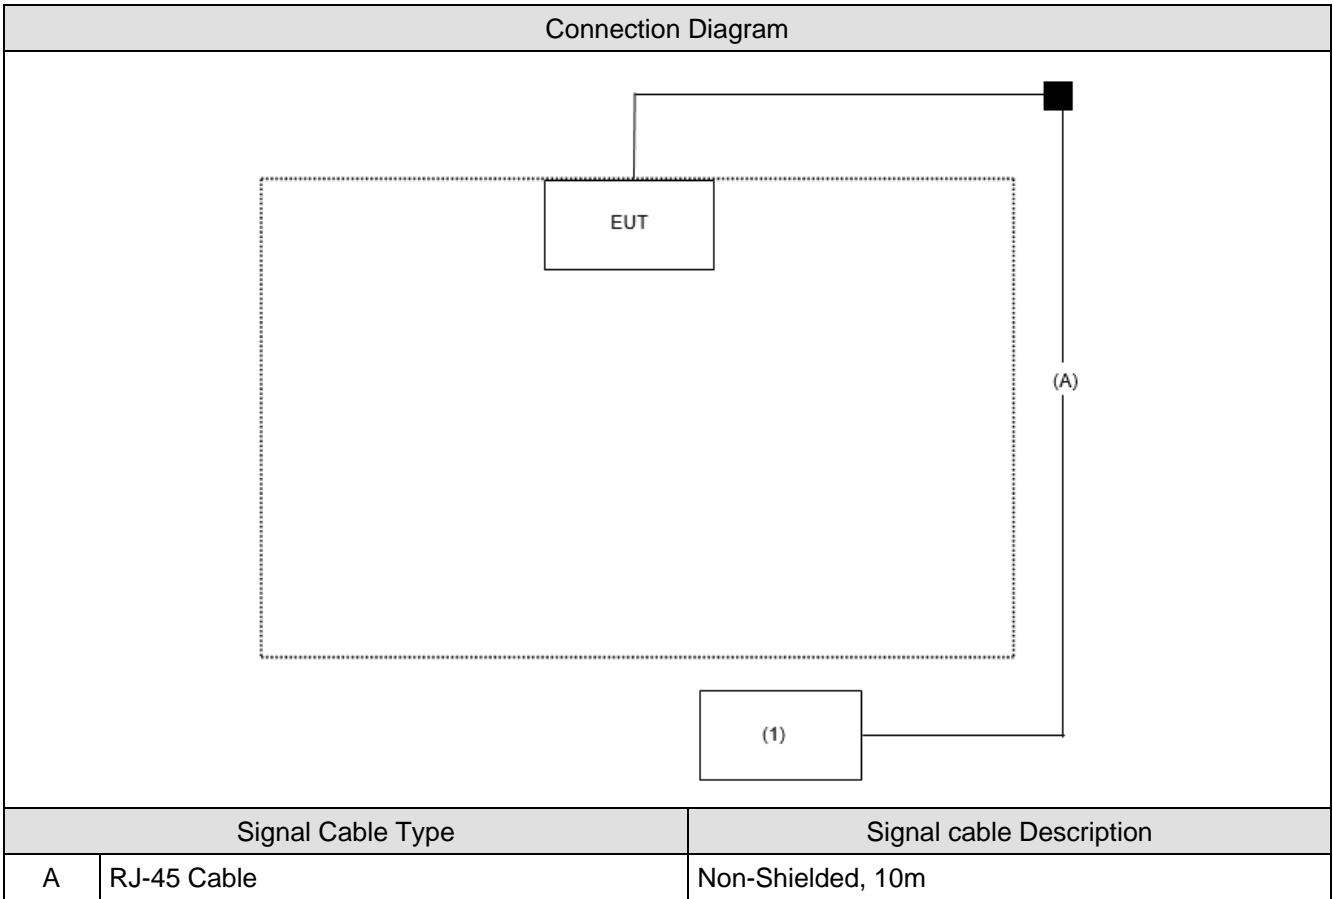 Connection Diagram
EUT
(A)
(1)
Signal Cable Type Signal cable Description
A RJ-45 Cable Non-Shielded, 10m